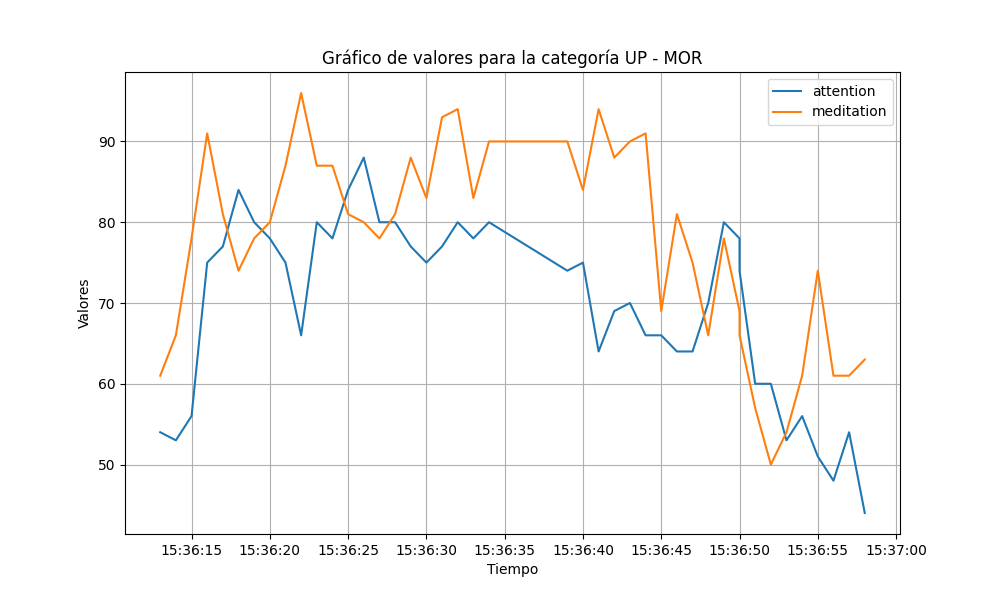 Gráfico de valores para la categoría UP - MOR
attention
meditation
90
80
70
60
50
Valores
15:36:15 15:36:20 15:36:25 15:36:30 15:36:35 15:36:40 15:36:45 15:36:50 15:36:55 15:37:00
Tiempo